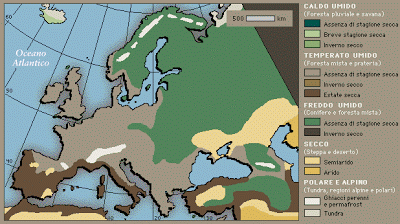 500 km
Oceano
Atlantico
CALDO UMIDO
(Foresta pluviale e savana)
Assenza di stagione secca
Breve stagione secca
Inverno secco
TEMPERATO UMIDO
(Foresta mista e prateria)
Assenza di stagione secca
Inverno secco
Estate secca
FREDDO UMIDO
(Conifere e foresta mista)
Assenza di stagione secca
Inverno secco
SECCO
(Steppa e deserto)
Semiarido
Arido
POLARE E ALPINO
(Tundra, regioni alpine e polari)
Ghiacci perenni
e permafrost
Tundra